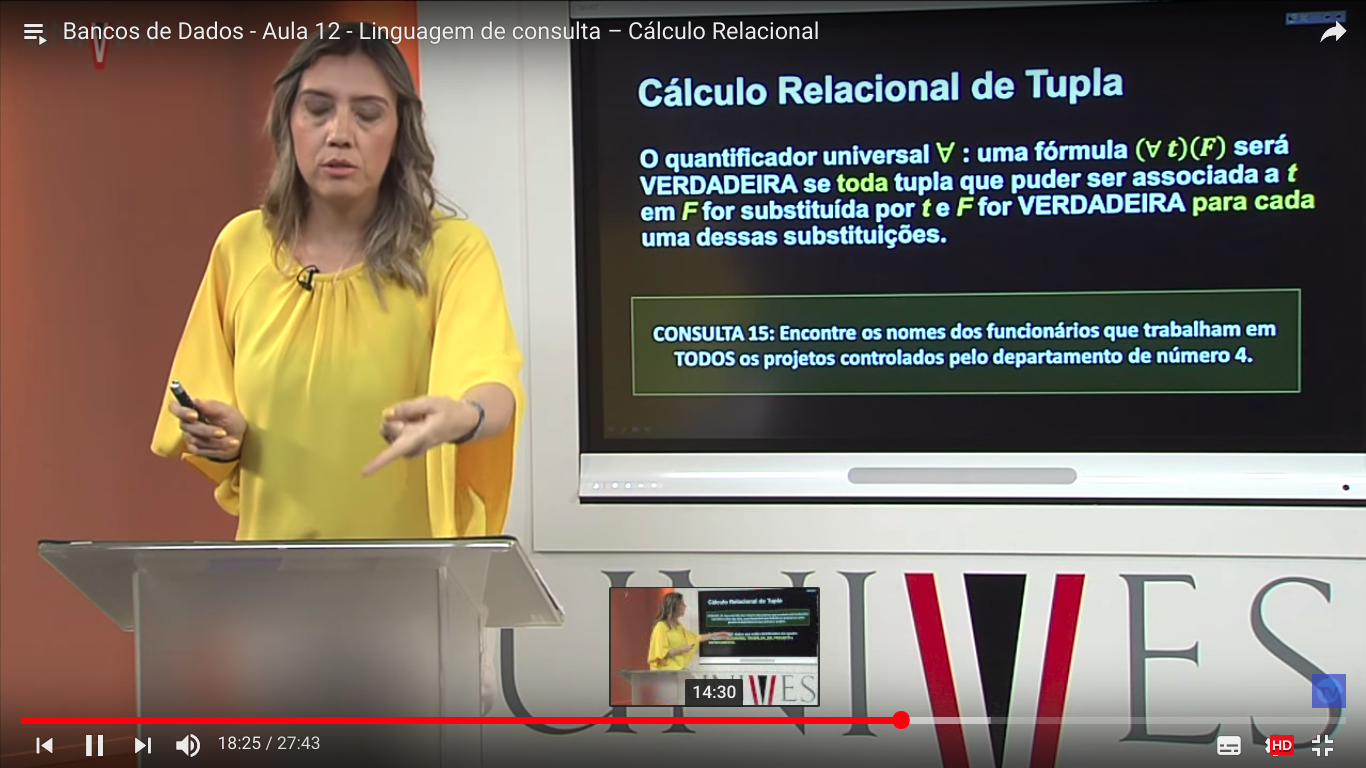 Bancos de Dados - Aula 12 - Linguagem de consulta – Cálculo Relacional
Cálculo Relacional de Tupla
O quantificador universal ∀ : uma fórmula (∀ t)(F) será
VERDADEIRA se toda tupla que puder ser associada a t
em F for substituída por t e F for VERDADEIRA para cada
uma dessas substituições.
CONSULTA 15: Encontre os nomes dos funcionários que trabalham em
TODOS os projetos controlados pelo departamento de número 4.
Cálculo Relacional de Tupla
14:30
UNIVES
18:25 / 27:43
HD